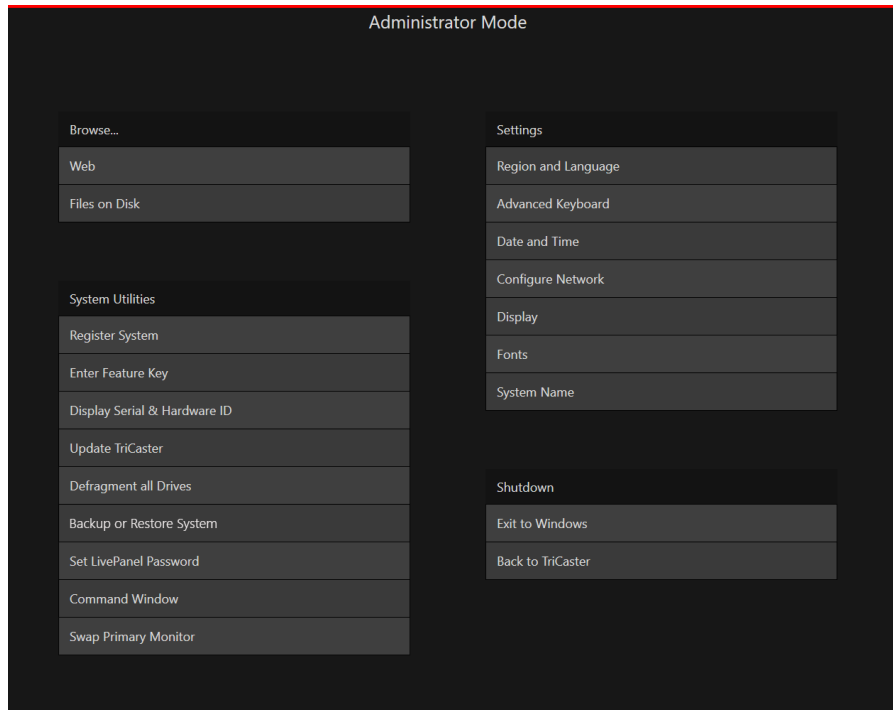 Administrator Mode
Browse...
Web
Files on Disk
System Utilities
Register System
Enter Feature Key
Display Serial & Hardware ID
Update TriCaster
Defragment all Drives
Backup or Restore System
Set LivePanel Password
Command Window
Swap Primary Monitor
Settings
Region and Language
Advanced Keyboard
Date and Time
Configure Network
Display
Fonts
System Name
Shutdown
Exit to Windows
Back to TriCaster